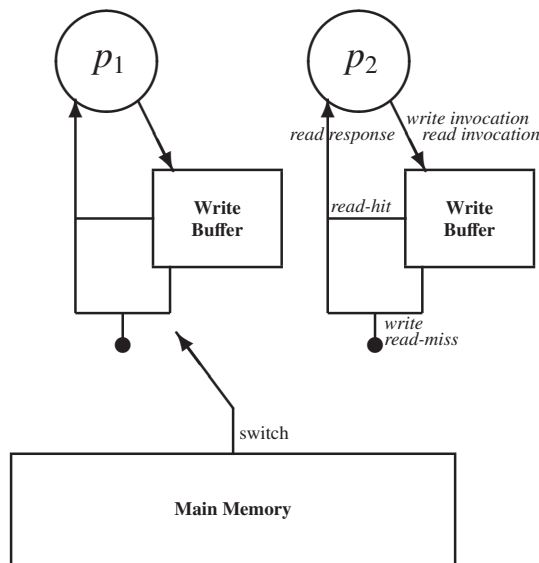 p1
p2
write invocation
read response
read invocation
Write
Buffer
read-hit
Write
Buffer
write
read-miss
switch
Main Memory